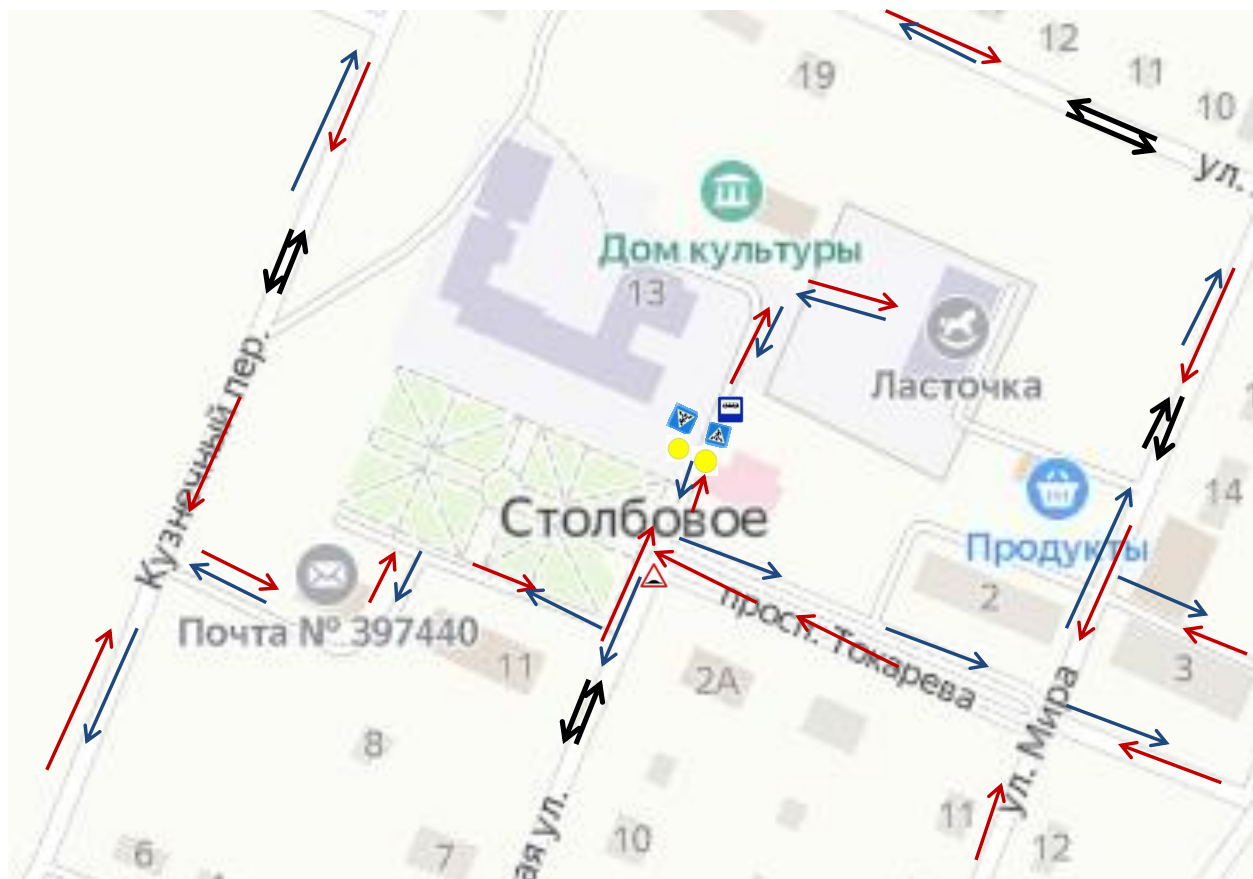 12
19
11
10
ул.
Дом культуры
13
Кузнечный пер.
Ласточка
14
Столбовое
Продукты
2
просп. Токарева
Почта № 397440
11
2А
3
ул. Мира
8
6
7
ая ул.
10
11
12